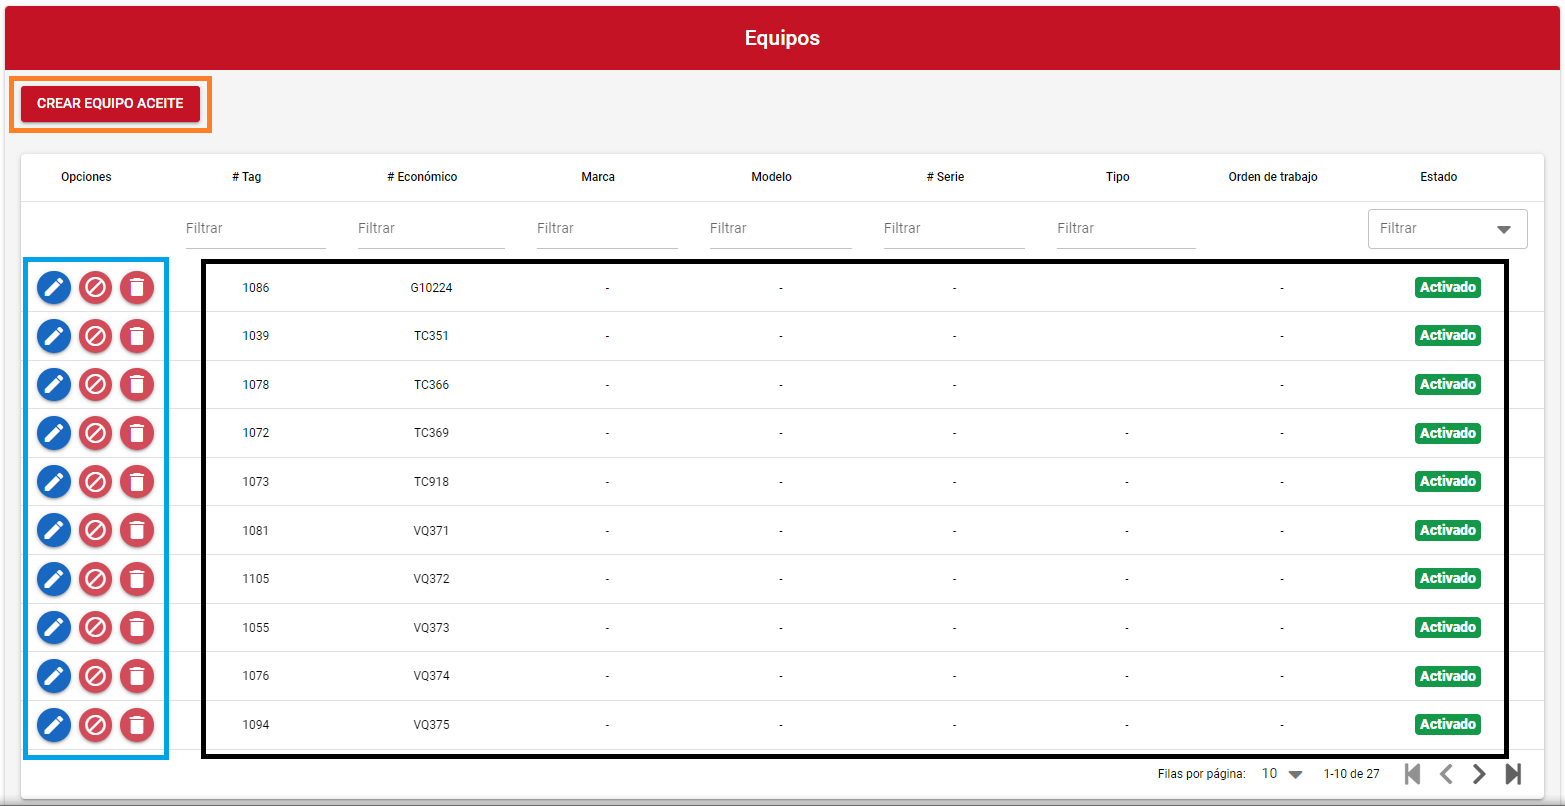 Equipos
CREAR EQUIPO ACEITE
Opciones # Tag # Económico Marca Modelo # Serie Tipo Orden de trabajo Estado
Filtrar Filtrar Filtrar Filtrar Filtrar Filtrar Filtrar
1086 G10224 - - - - Activado
1039 TC351 - - - - Activado
1078 TC366 - - - - Activado
1072 TC369 - - - - - Activado
1073 TC918 - - - - - Activado
1081 VQ371 - - - - - Activado
1105 VQ372 - - - - - Activado
1055 VQ373 - - - - - Activado
1076 VQ374 - - - - - Activado
1094 VQ375 - - - - - Activado
Filas por página: 10 1-10 de 27